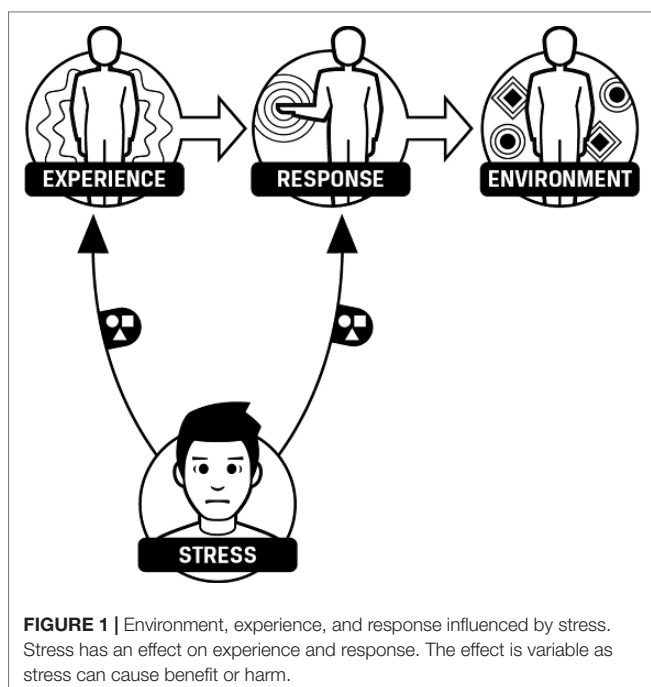 EXPERIENCE
RESPONSE
ENVIRONMENT
STRESS
FIGURE 1 | Environment, experience, and response influenced by stress.
Stress has an effect on experience and response. The effect is variable as
stress can cause benefit or harm.